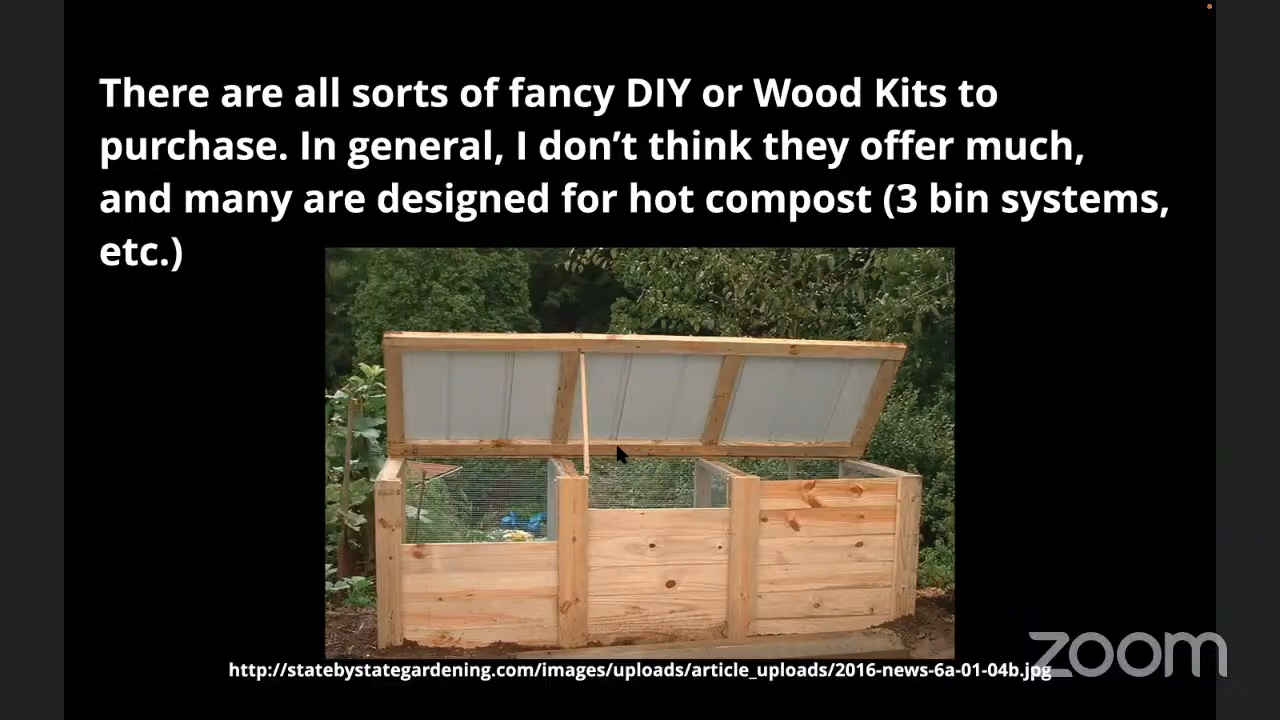 There are all sorts of fancy DIY or Wood Kits to
purchase. In general, I don’t think they offer much,
and many are designed for hot compost (3 bin systems,
etc.)
http://statebystategardening.com/images/uploads/article_uploads/2016-news-6a-01-04b.jpg
zoom